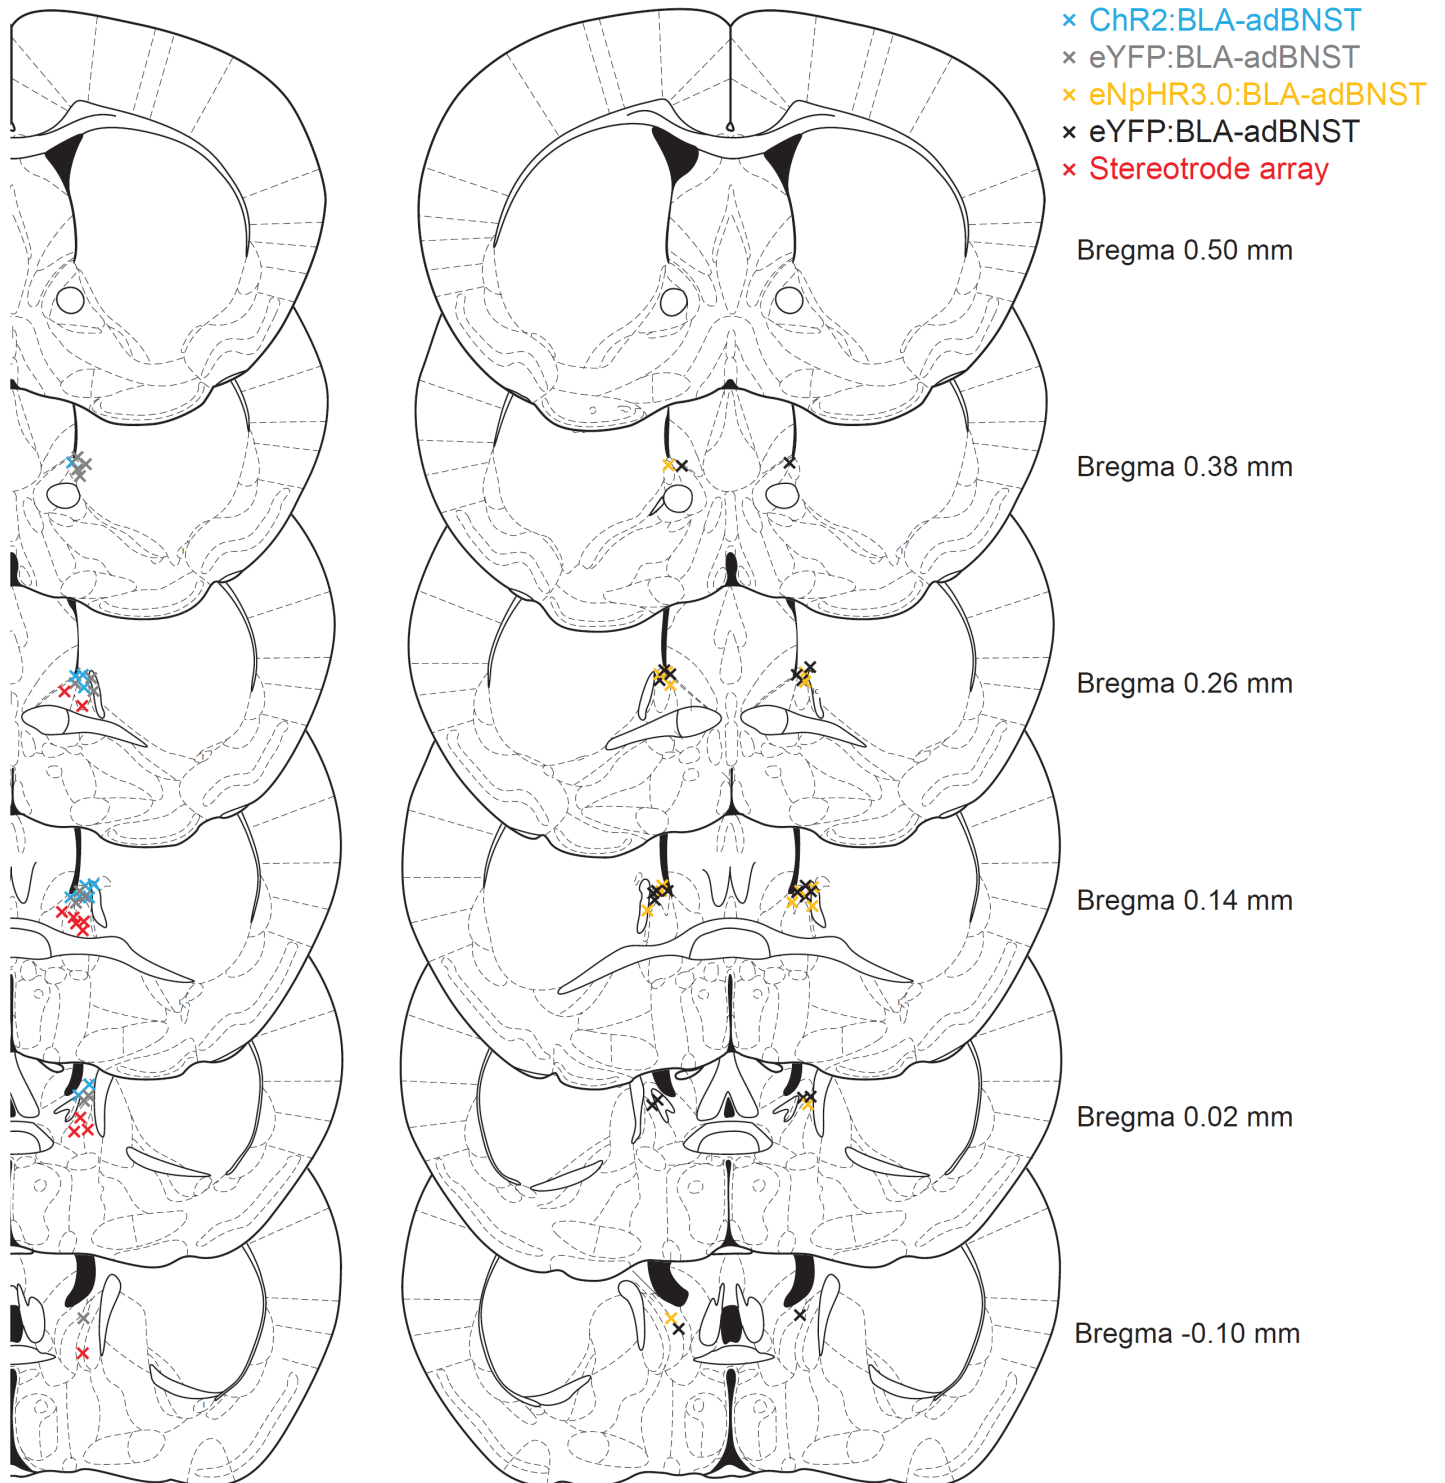 × ChR2:BLA-adBNST
× eYFP:BLA-adBNST
× eNpHR3.0:BLA-adBNST
× eYFP:BLA-adBNST
× Stereotrode array
Bregma 0.50 mm
Bregma 0.38 mm
Bregma 0.26 mm
Bregma 0.14 mm
Bregma 0.02 mm
Bregma -0.10 mm